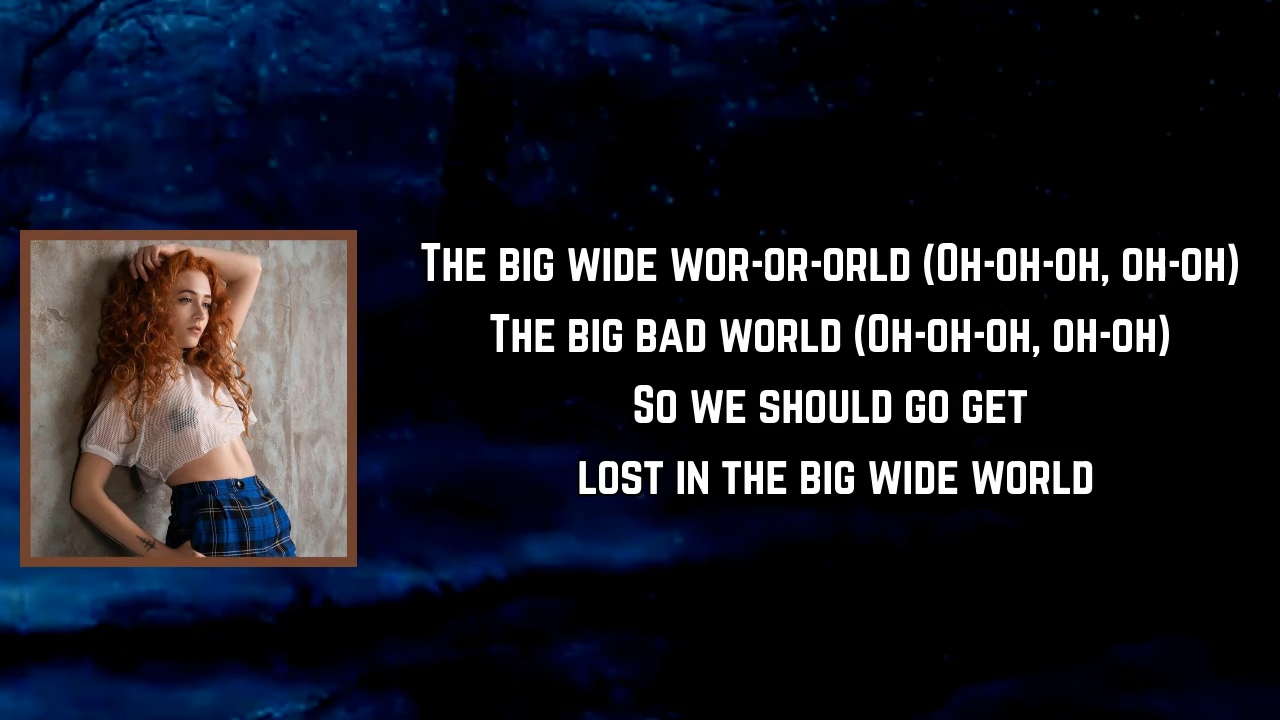 The big wide wor-or-orld (Oh-oh-oh, oh-oh)
The big bad world (Oh-oh-oh, oh-oh)
So we should go get
lost in the big wide world